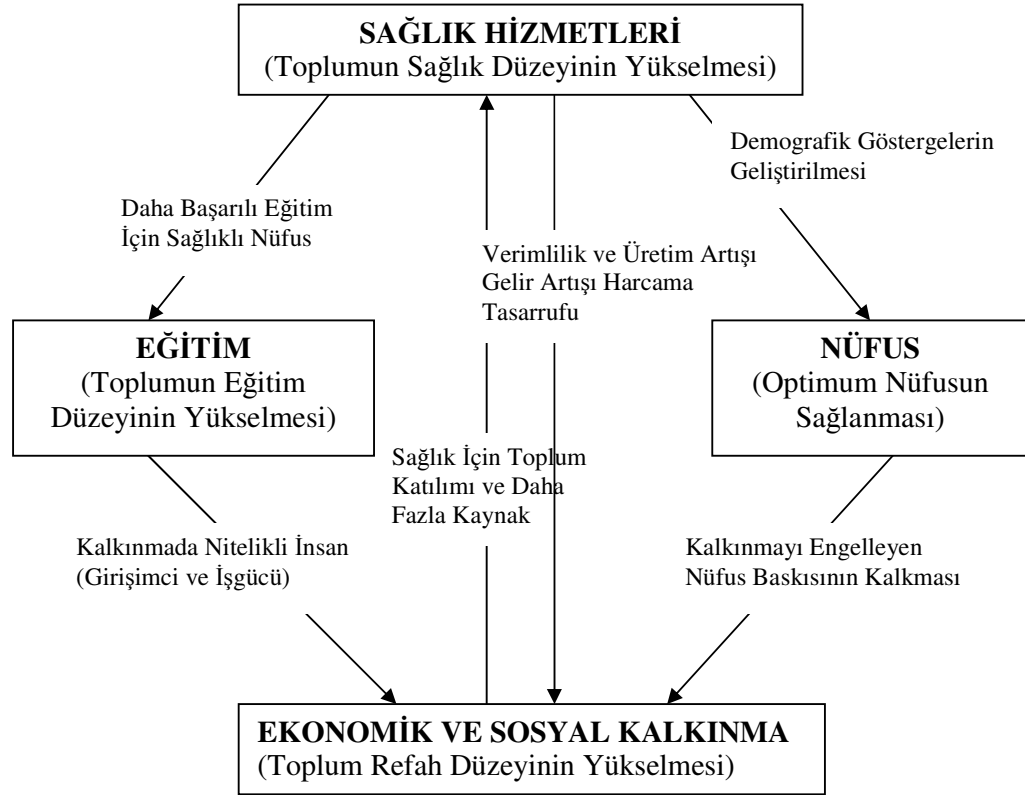 SAĞLIK HİZMETLERİ
(Toplumun Sağlık Düzeyinin Yükselmesi)
Demografik Göstergelerin
Geliştirilmesi
Daha Başarılı Eğitim
İçin Sağlıklı Nüfus
Verimlilik ve Üretim Artışı
Gelir Artışı Harcama
Tasarrufu
EĞİTİM
(Toplumun Eğitim
Düzeyinin Yükselmesi)
NÜFUS
(Optimum Nüfusun
Sağlanması)
Sağlık İçin Toplum
Katılımı ve Daha
Fazla Kaynak
Kalkınmada Nitelikli İnsan
(Girişimci ve İşgücü)
Kalkınmayı Engelleyen
Nüfus Baskısının Kalkması
EKONOMİK VE SOSYAL KALKINMA
(Toplum Refah Düzeyinin Yükselmesi)